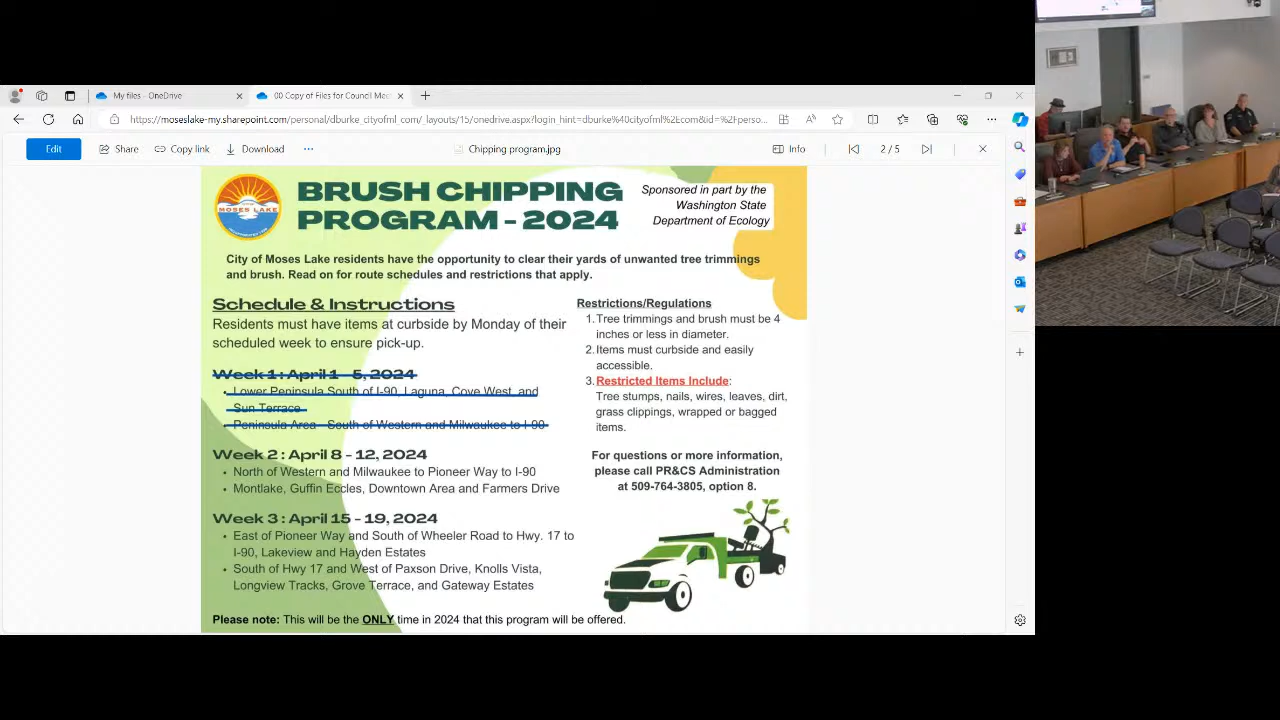 My files - OneDrive
00 Copy of Files for Council Mee
https://moseslake-my.sharepoint.com/personal/dburke_cityofml_com/_layouts/15/onedrive.aspx?login_hint=dburke%40cityofml%2Ecom&id=%2Fperso...
Edit
Share
Copy link
Download
Chipping program.jpg
Info
2 / 5
MOSES LAKE
BRUSH CHIPPING
PROGRAM - 2024
Sponsored in part by the
Washington State
Department of Ecology
City of Moses Lake residents have the opportunity to clear their yards of unwanted tree trimmings
and brush. Read on for route schedules and restrictions that apply.
Schedule & Instructions
Residents must have items at curbside by Monday of their
scheduled week to ensure pick-up.
Week 1 : April 1 - 5, 2024
• Lower Peninsula South of I-90, Laguna, Cove West, and
Sun Terrace
• Peninsula Area - South of Western and Milwaukee to I-90
Week 2 : April 8 - 12, 2024
• North of Western and Milwaukee to Pioneer Way to I-90
• Montlake, Guffin Eccles, Downtown Area and Farmers Drive
Week 3 : April 15 - 19, 2024
• East of Pioneer Way and South of Wheeler Road to Hwy. 17 to
I-90, Lakeview and Hayden Estates
• South of Hwy 17 and West of Paxson Drive, Knolls Vista,
Longview Tracks, Grove Terrace, and Gateway Estates
Restrictions/Regulations
1. Tree trimmings and brush must be 4
inches or less in diameter.
2. Items must curbside and easily
accessible.
3. Restricted Items Include:
Tree stumps, nails, wires, leaves, dirt,
grass clippings, wrapped or bagged
items.
For questions or more information,
please call PR&CS Administration
at 509-764-3805, option 8.
Please note: This will be the ONLY time in 2024 that this program will be offered.